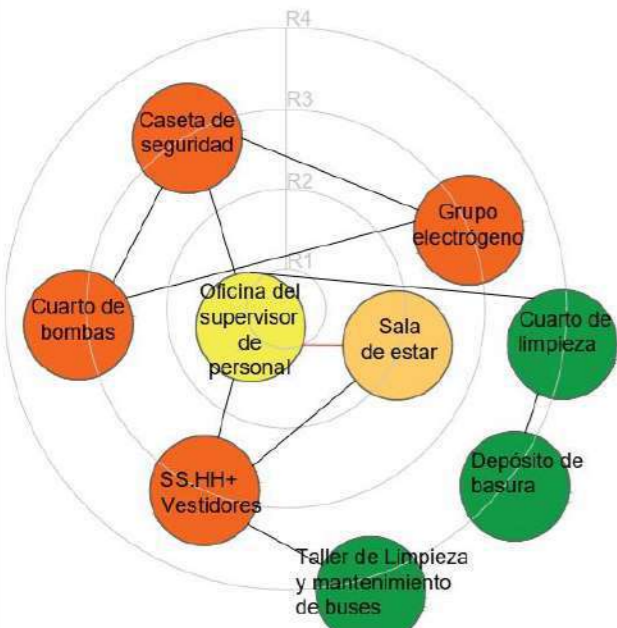 R4
R3
Caseta de
seguridad
R2
Grupo
electrógeno
R1
Cuarto de
bombas
Oficina del
supervisor
de
personal
Sala
de estar
Cuarto de
limpieza
Depósito de
basura
SS.HH+
Vestidores
Taller de Limpieza
y mantenimiento
de buses